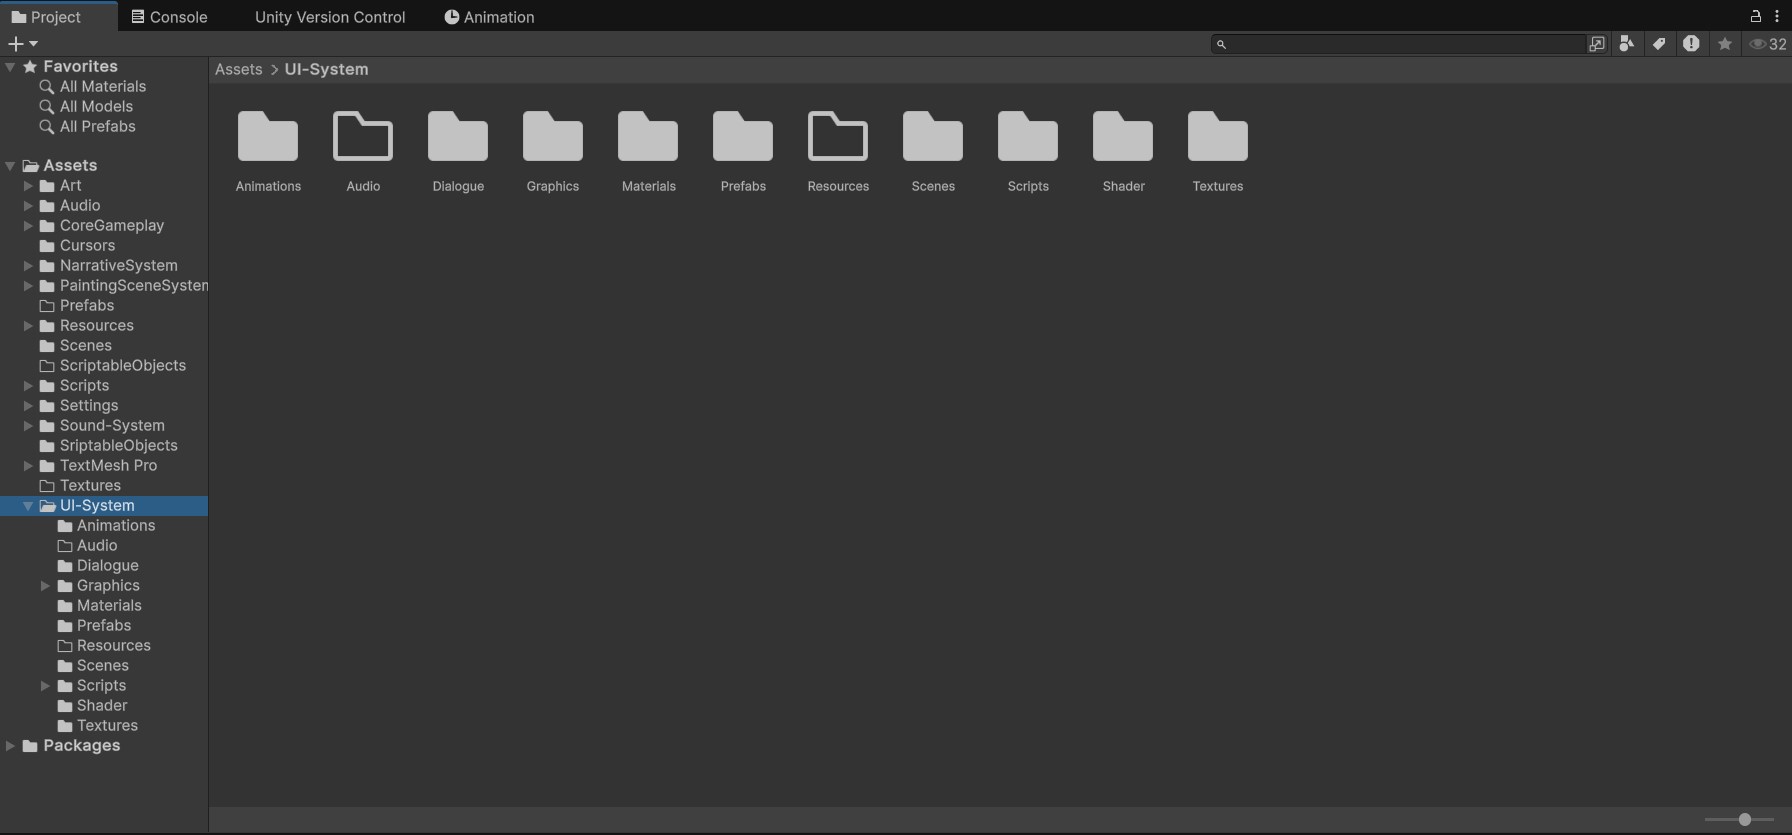 Project
Console
Unity Version Control
Animation
32
Favorites
All Materials
All Models
All Prefabs
Assets
Art
Audio
CoreGameplay
Cursors
NarrativeSystem
PaintingSceneSystem
Prefabs
Resources
Scenes
ScriptableObjects
Scripts
Settings
Sound-System
SriptableObjects
TextMesh Pro
Textures
UI-System
Animations
Audio
Dialogue
Graphics
Materials
Prefabs
Resources
Scenes
Scripts
Shader
Textures
Packages
Assets > UI-System
Animations
Audio
Dialogue
Graphics
Materials
Prefabs
Resources
Scenes
Scripts
Shader
Textures